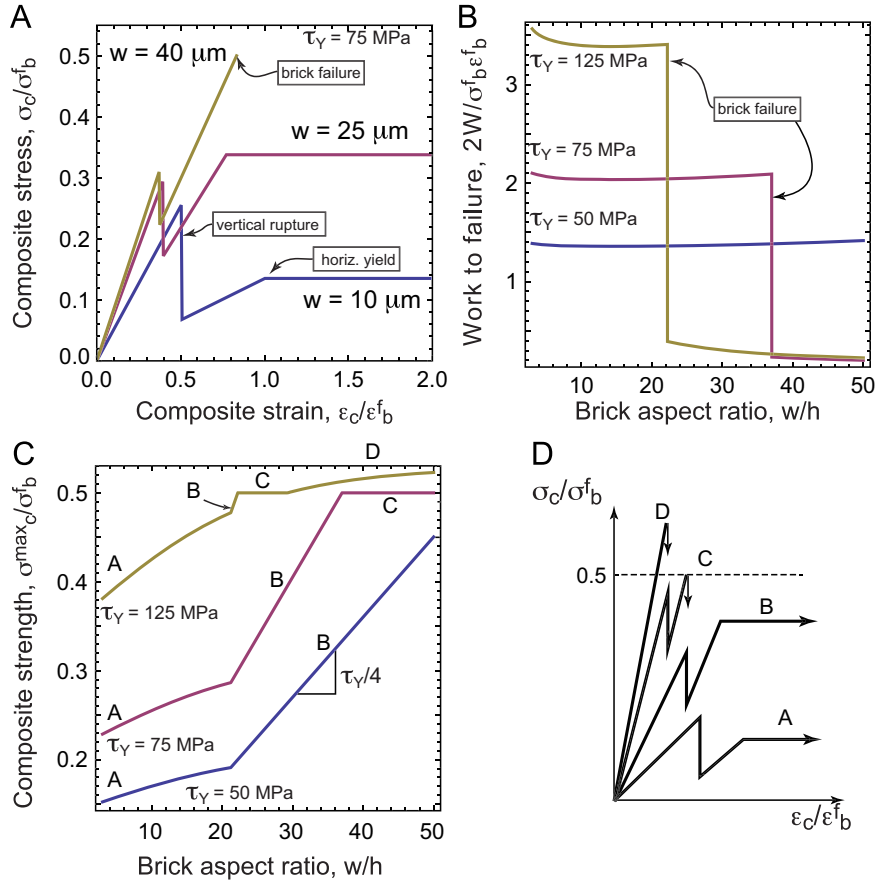 A
Composite stress, σc/σfb
0.5
0.4
0.3
0.2
0.1
0.0
w = 40 μm
τY = 75 MPa
brick failure
w = 25 μm
vertical rupture
horiz. yield
w = 10 μm
0.0 0.5 1.0 1.5 2.0
Composite strain, εc/εfb
B
Work to failure, 2W/σfbεfb
3
2
1
τY = 125 MPa
brick failure
τY = 75 MPa
τY = 50 MPa
10 20 30 40 50
Brick aspect ratio, w/h
C
Composite strength, σmaxc/σfb
0.5
0.4
0.3
0.2
D
B
C
A
C
τY = 125 MPa
B
B
τY/4
A
τY = 75 MPa
A
τY = 50 MPa
10 20 30 40 50
Brick aspect ratio, w/h
D
σc/σfb
D
C
0.5
B
A
εc/εfb